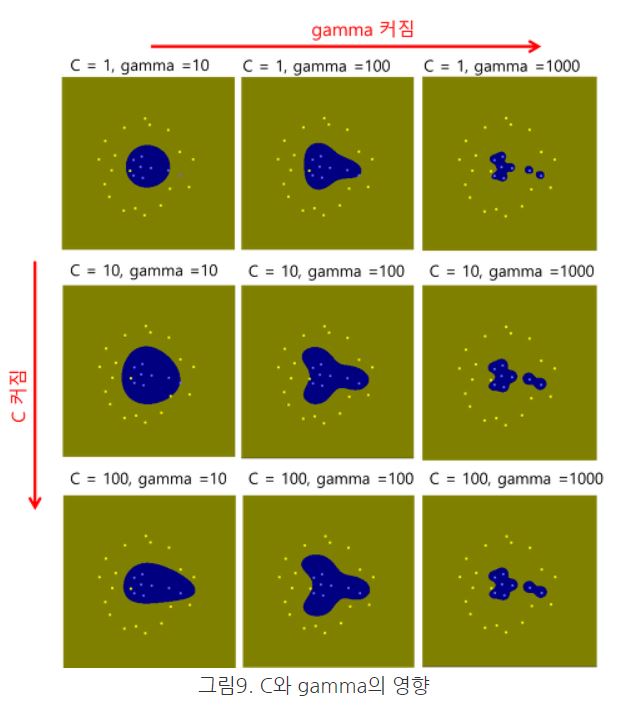 gamma 커짐
C = 1, gamma =10
C = 1, gamma =100
C = 1, gamma =1000
C 커짐
C = 10, gamma =10
C = 10, gamma =100
C = 10, gamma =1000
C = 100, gamma =10
C = 100, gamma =100
C = 100, gamma =1000
그림9. C와 gamma의 영향